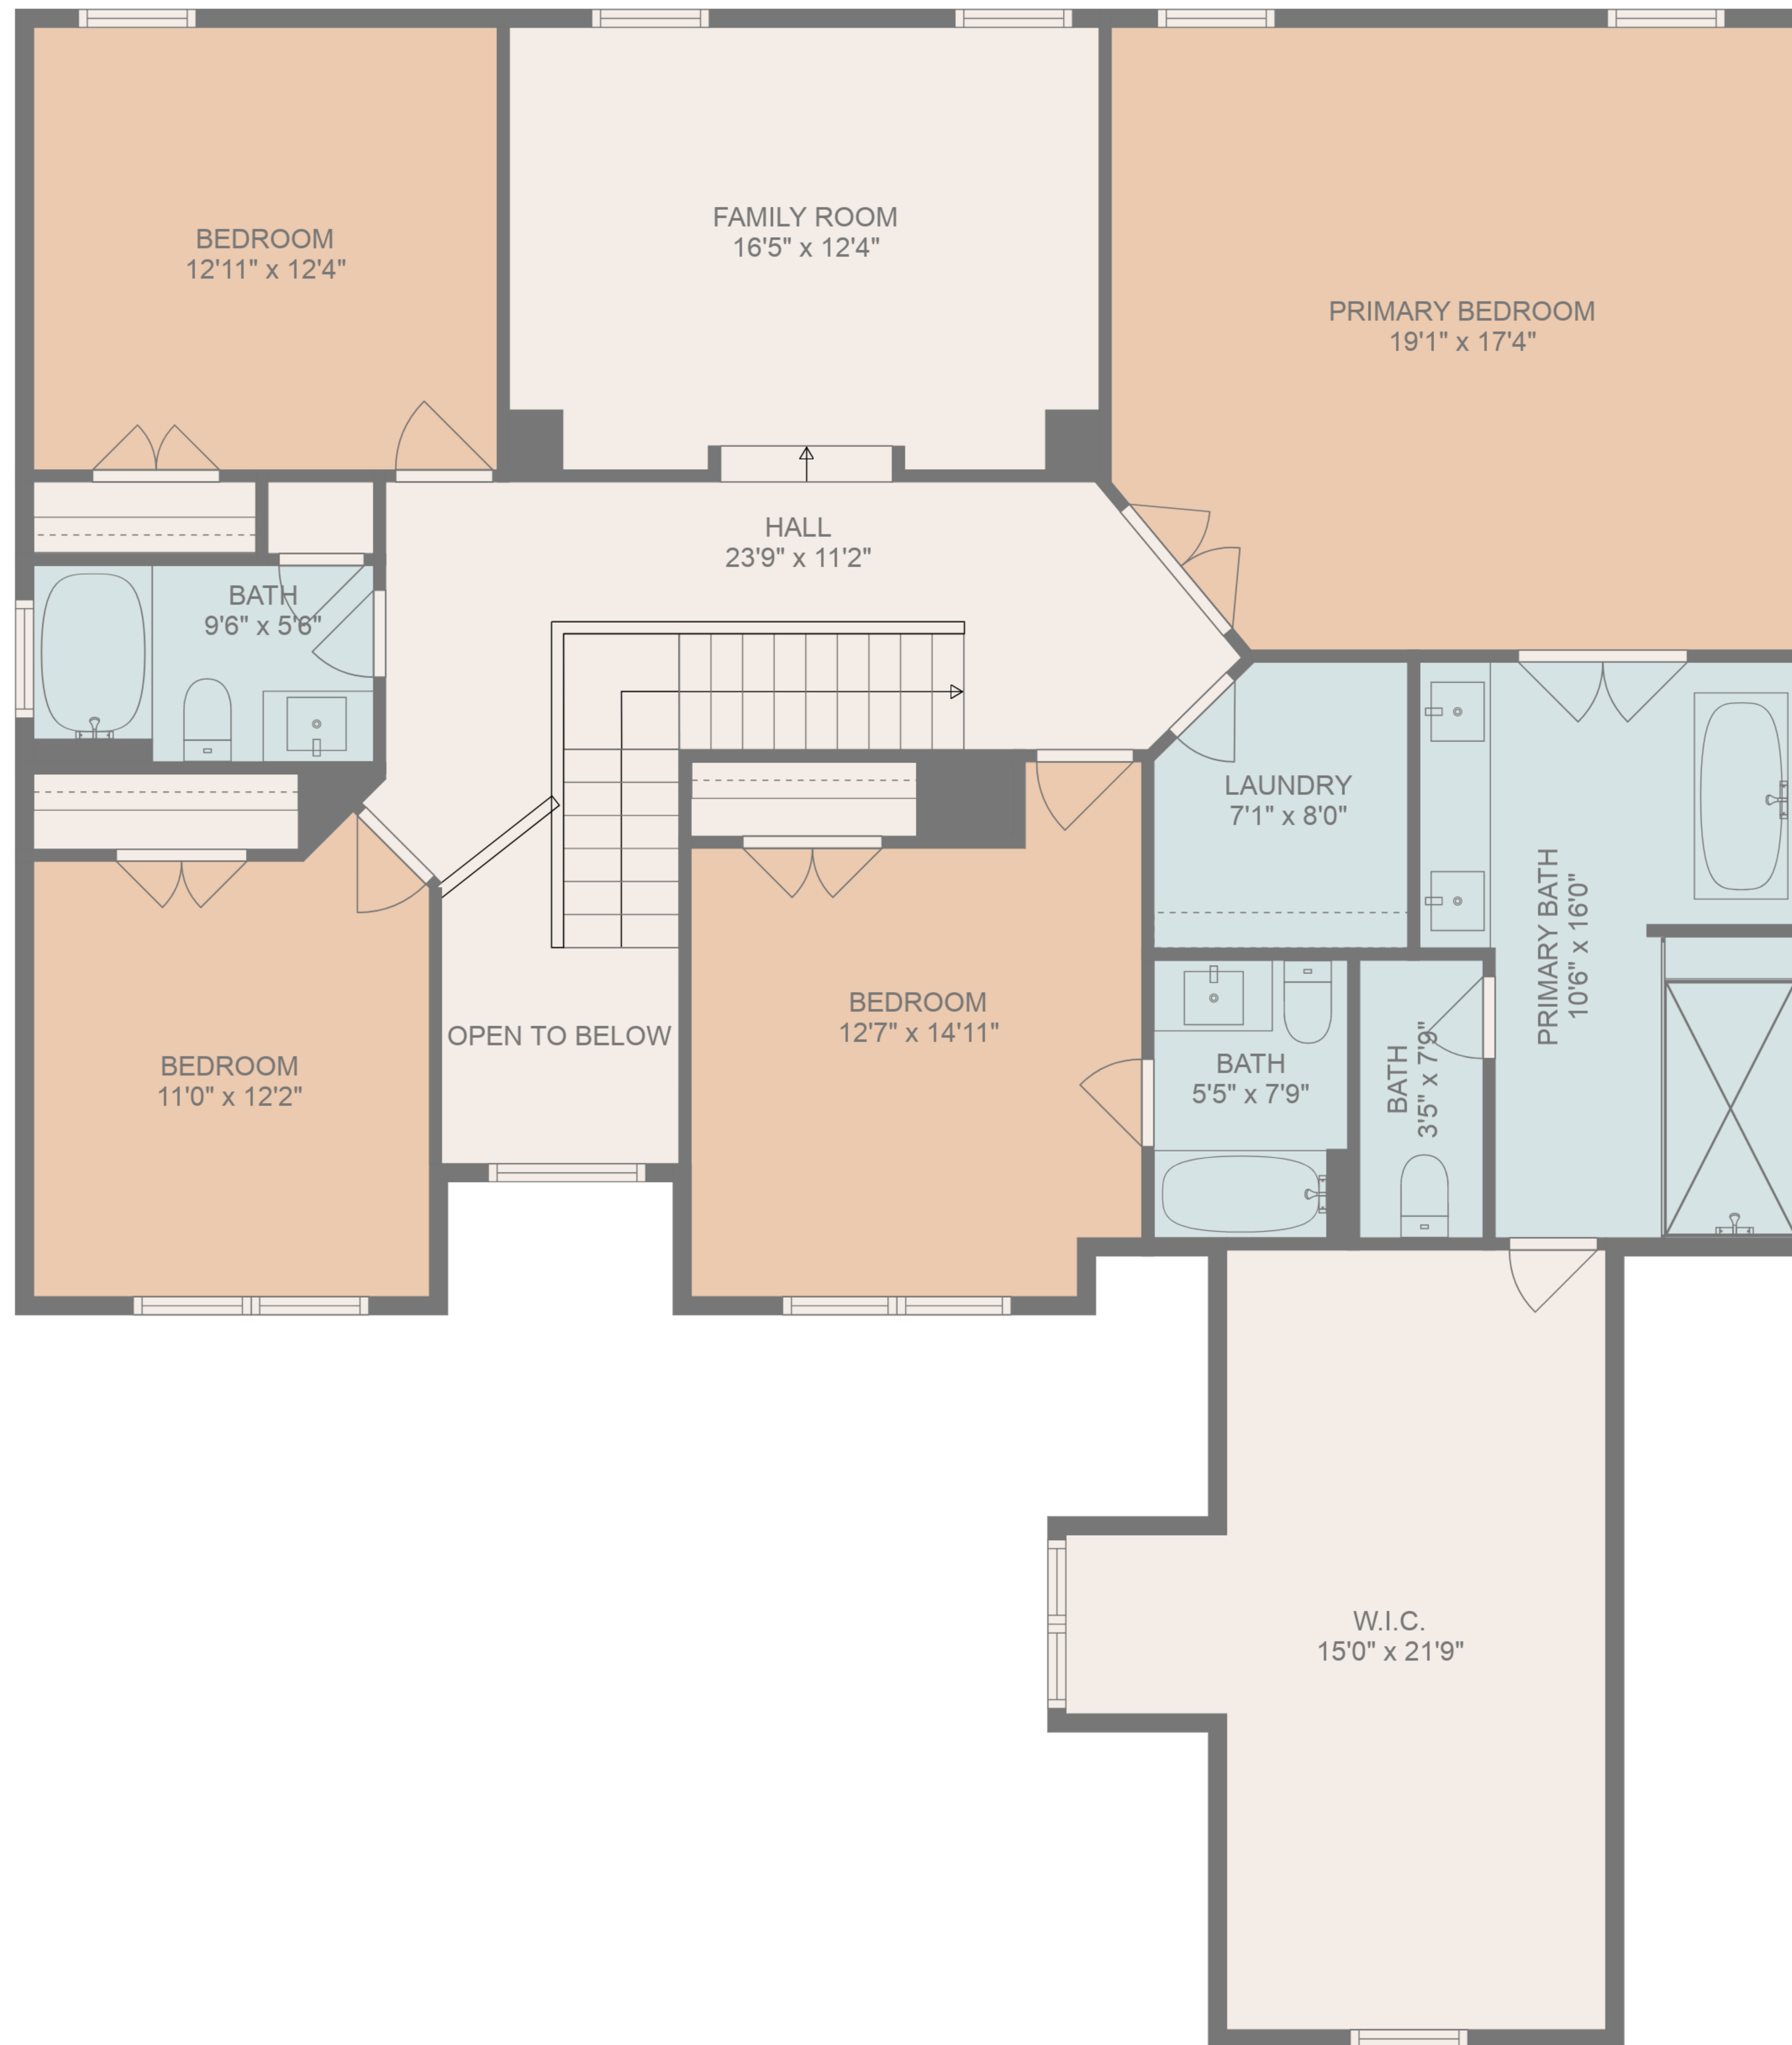 FAMILY ROOM
16'5" x 12'4"
BEDROOM
12'11" x 12'4"
PRIMARY BEDROOM
19'1" x 17'4"
HALL
23'9" x 11'2"
BATH
9'6" x 5'6"
LAUNDRY
7'1" x 8'0"
PRIMARY BATH
10'6" x 16'0"
BEDROOM
12'7" x 14'11"
OPEN TO BELOW
BEDROOM
11'0" x 12'2"
BATH
5'5" x 7'9"
BATH
3'5" x 7'9"
W.I.C.
15'0" x 21'9"